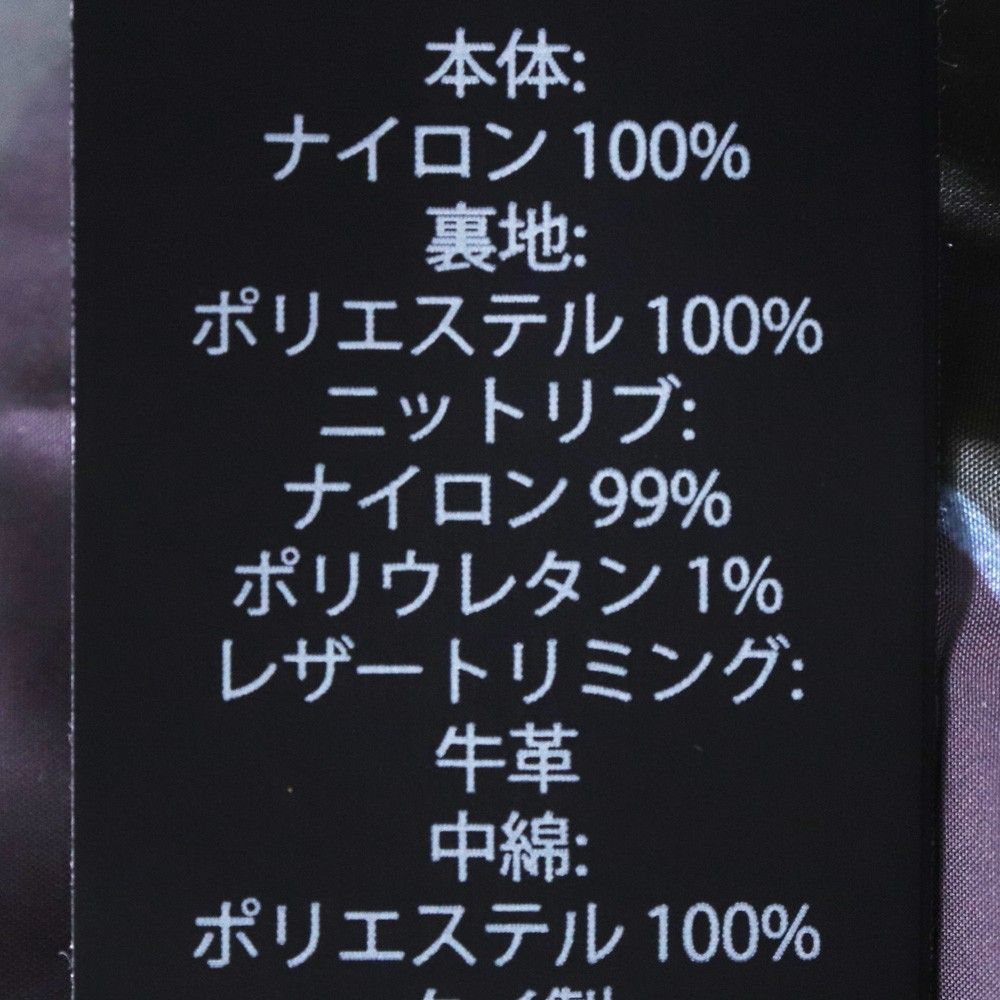 本体:
ナイロン 100%
裏地:
ポリエステル 100%
ニットリブ:
ナイロン 99%
ポリウレタン 1%
レザートリミング:
牛革
中綿:
ポリエステル 100%